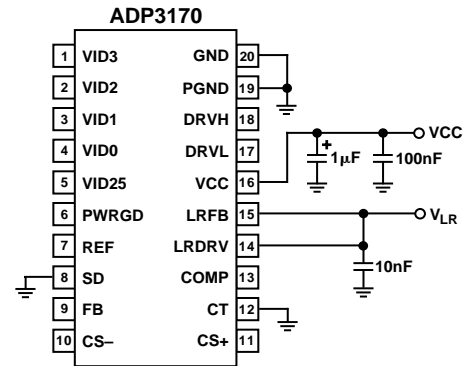 ADP3170
1 VID3 GND 20
2 VID2 PGND 19
3 VID1 DRVH 18
4 VID0 DRVL 17
VCC
+
1μF 100nF
5 VID25 VCC 16
6 PWRGD LRFB 15
V_LR
7 REF LRDRV 14
10nF
8 SD COMP 13
9 FB CT 12
10 CS– CS+ 11